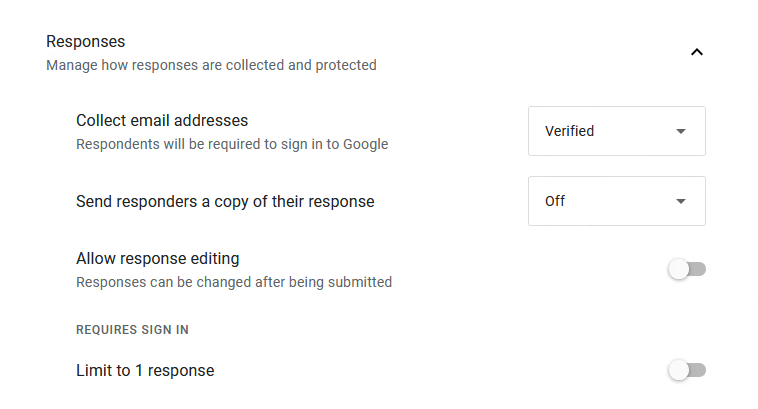 Responses
Manage how responses are collected and protected
Collect email addresses
Respondents will be required to sign in to Google
Verified
Send responders a copy of their response
Off
Allow response editing
Responses can be changed after being submitted
REQUIRES SIGN IN
Limit to 1 response